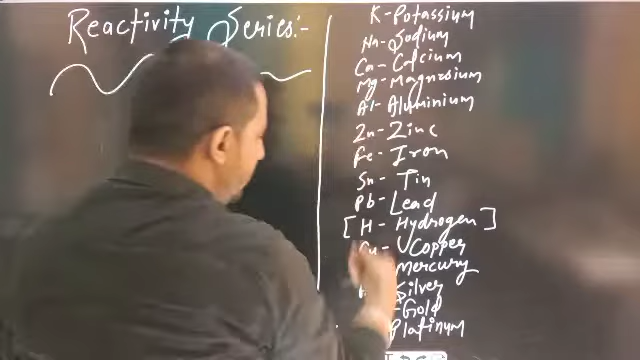 Reactivity Series:-
K - Potassium
Na - Sodium
Ca - Calcium
Mg - Magnesium
Al - Aluminium
Zn - Zinc
Fe - Iron
Sn - Tin
Pb - Lead
[H - Hydrogen]
Cu - Copper
Mercury
Silver
- Gold
Platinum